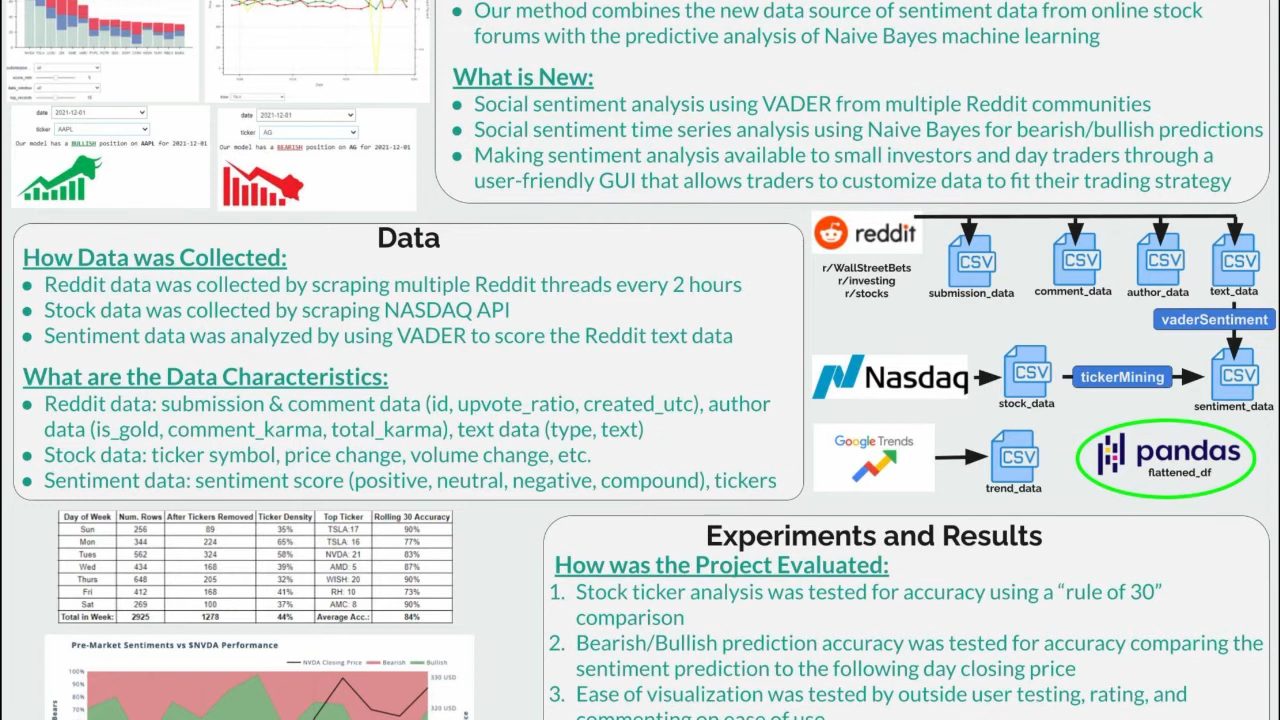 ● Our method combines the new data source of sentiment data from online stock
forums with the predictive analysis of Naive Bayes machine learning
What is New:
● Social sentiment analysis using VADER from multiple Reddit communities
● Social sentiment time series analysis using Naive Bayes for bearish/bullish predictions
● Making sentiment analysis available to small investors and day traders through a
user-friendly GUI that allows traders to customize data to fit their trading strategy
date 2021-12-01
ticker AAPL
Our model has a BULLISH position on AAPL for 2021-12-01
date 2021-12-01
ticker AG
Our model has a BEARISH position on AG for 2021-12-01
Data
How Data was Collected:
● Reddit data was collected by scraping multiple Reddit threads every 2 hours
● Stock data was collected by scraping NASDAQ API
● Sentiment data was analyzed by using VADER to score the Reddit text data
What are the Data Characteristics:
● Reddit data: submission & comment data (id, upvote_ratio, created_utc), author
data (is_gold, comment_karma, total_karma), text data (type, text)
● Stock data: ticker symbol, price change, volume change, etc.
● Sentiment data: sentiment score (positive, neutral, negative, compound), tickers
reddit
r/WallStreetBets
r/investing
r/stocks
CSV CSV CSV CSV
submission_data comment_data author_data text_data
vaderSentiment
Nasdaq CSV tickerMining CSV
stock_data sentiment_data
Google Trends CSV
trend_data
pandas
flattened_df
Day of Week Num. Rows After Tickers Removed Ticker Density Top Ticker Rolling 30 Accuracy
Sun 256 89 35% TSLA:17 90%
Mon 344 224 65% TSLA: 16 77%
Tues 562 324 58% NVDA: 21 83%
Wed 434 168 39% AMD: 5 87%
Thurs 648 205 32% WISH: 20 90%
Fri 412 168 41% RH: 10 73%
Sat 269 100 37% AMC: 8 90%
Total in Week: 2925 1278 44% Average Acc.: 84%
Pre-Market Sentiments vs $NVDA Performance
NVDA Closing Price Bearish Bullish
100% 330 USD
90%
80%
70% 320 USD
Bears
Experiments and Results
How was the Project Evaluated:
1. Stock ticker analysis was tested for accuracy using a “rule of 30”
comparison
2. Bearish/Bullish prediction accuracy was tested for accuracy comparing the
sentiment prediction to the following day closing price
3. Ease of visualization was tested by outside user testing, rating, and
commenting on ease of use